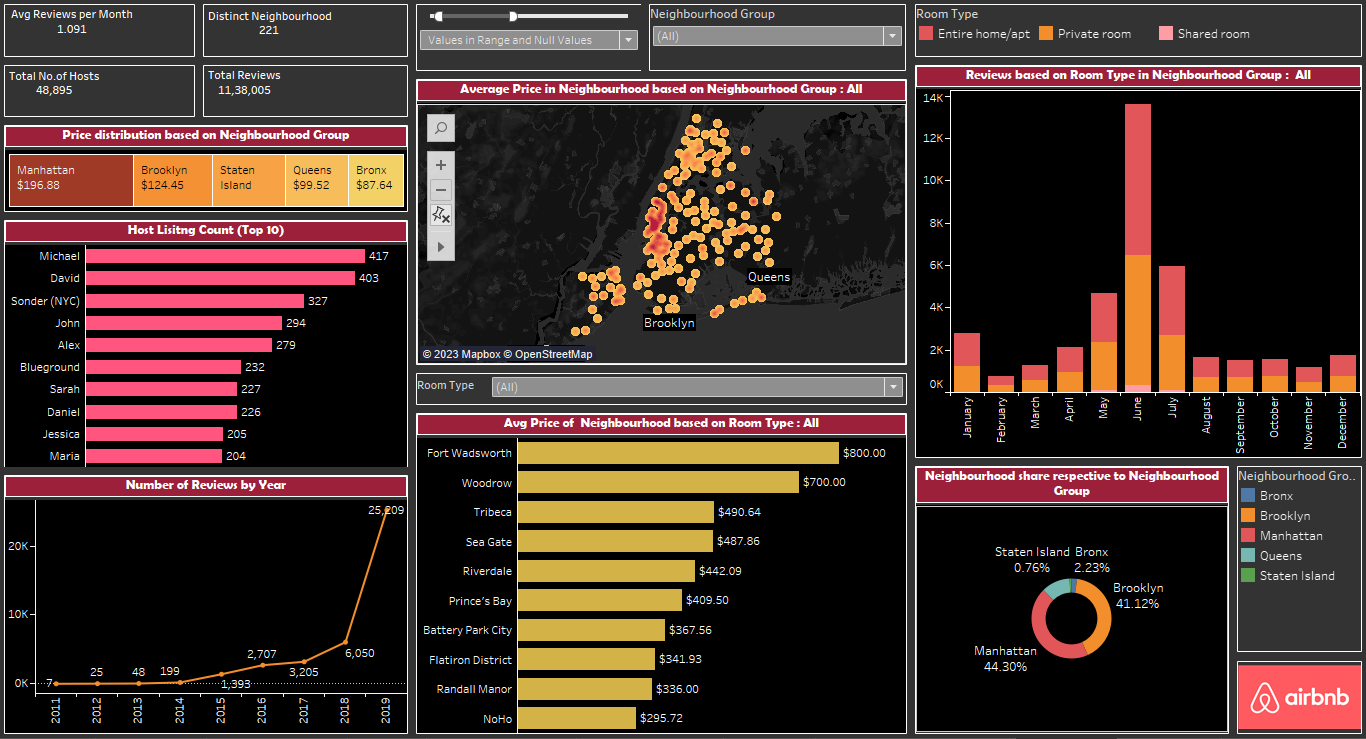 Avg Reviews per Month
1.091
Distinct Neighbourhood
221
Total No.of Hosts
48,895
Total Reviews
11,38,005
Price distribution based on Neighbourhood Group
Manhattan
$196.88
Brooklyn
$124.45
Staten
Island
Queens
$99.52
Bronx
$87.64
Host Lisitng Count (Top 10)
Michael 417
David 403
Sonder (NYC) 327
John 294
Alex 279
Blueground 232
Sarah 227
Daniel 226
Jessica 205
Maria 204
Number of Reviews by Year
20K
10K
0K
7
25
48
199
1,393
2,707
3,205
6,050
25,209
2011
2012
2013
2014
2015
2016
2017
2018
2019
Values in Range and Null Values
Neighbourhood Group
(All)
Average Price in Neighbourhood based on Neighbourhood Group : All
Queens
Brooklyn
© 2023 Mapbox © OpenStreetMap
Room Type
(All)
Avg Price of Neighbourhood based on Room Type : All
Fort Wadsworth $800.00
Woodrow $700.00
Tribeca $490.64
Sea Gate $487.86
Riverdale $442.09
Prince's Bay $409.50
Battery Park City $367.56
Flatiron District $341.93
Randall Manor $336.00
NoHo $295.72
Room Type
Entire home/apt
Private room
Shared room
Reviews based on Room Type in Neighbourhood Group : All
14K
12K
10K
8K
6K
4K
2K
0K
January
February
March
April
May
June
July
August
September
October
November
December
Neighbourhood share respective to Neighbourhood
Group
Staten Island
0.76%
Bronx
2.23%
Brooklyn
41.12%
Manhattan
44.30%
Neighbourhood Gro..
Bronx
Brooklyn
Manhattan
Queens
Staten Island
airbnb